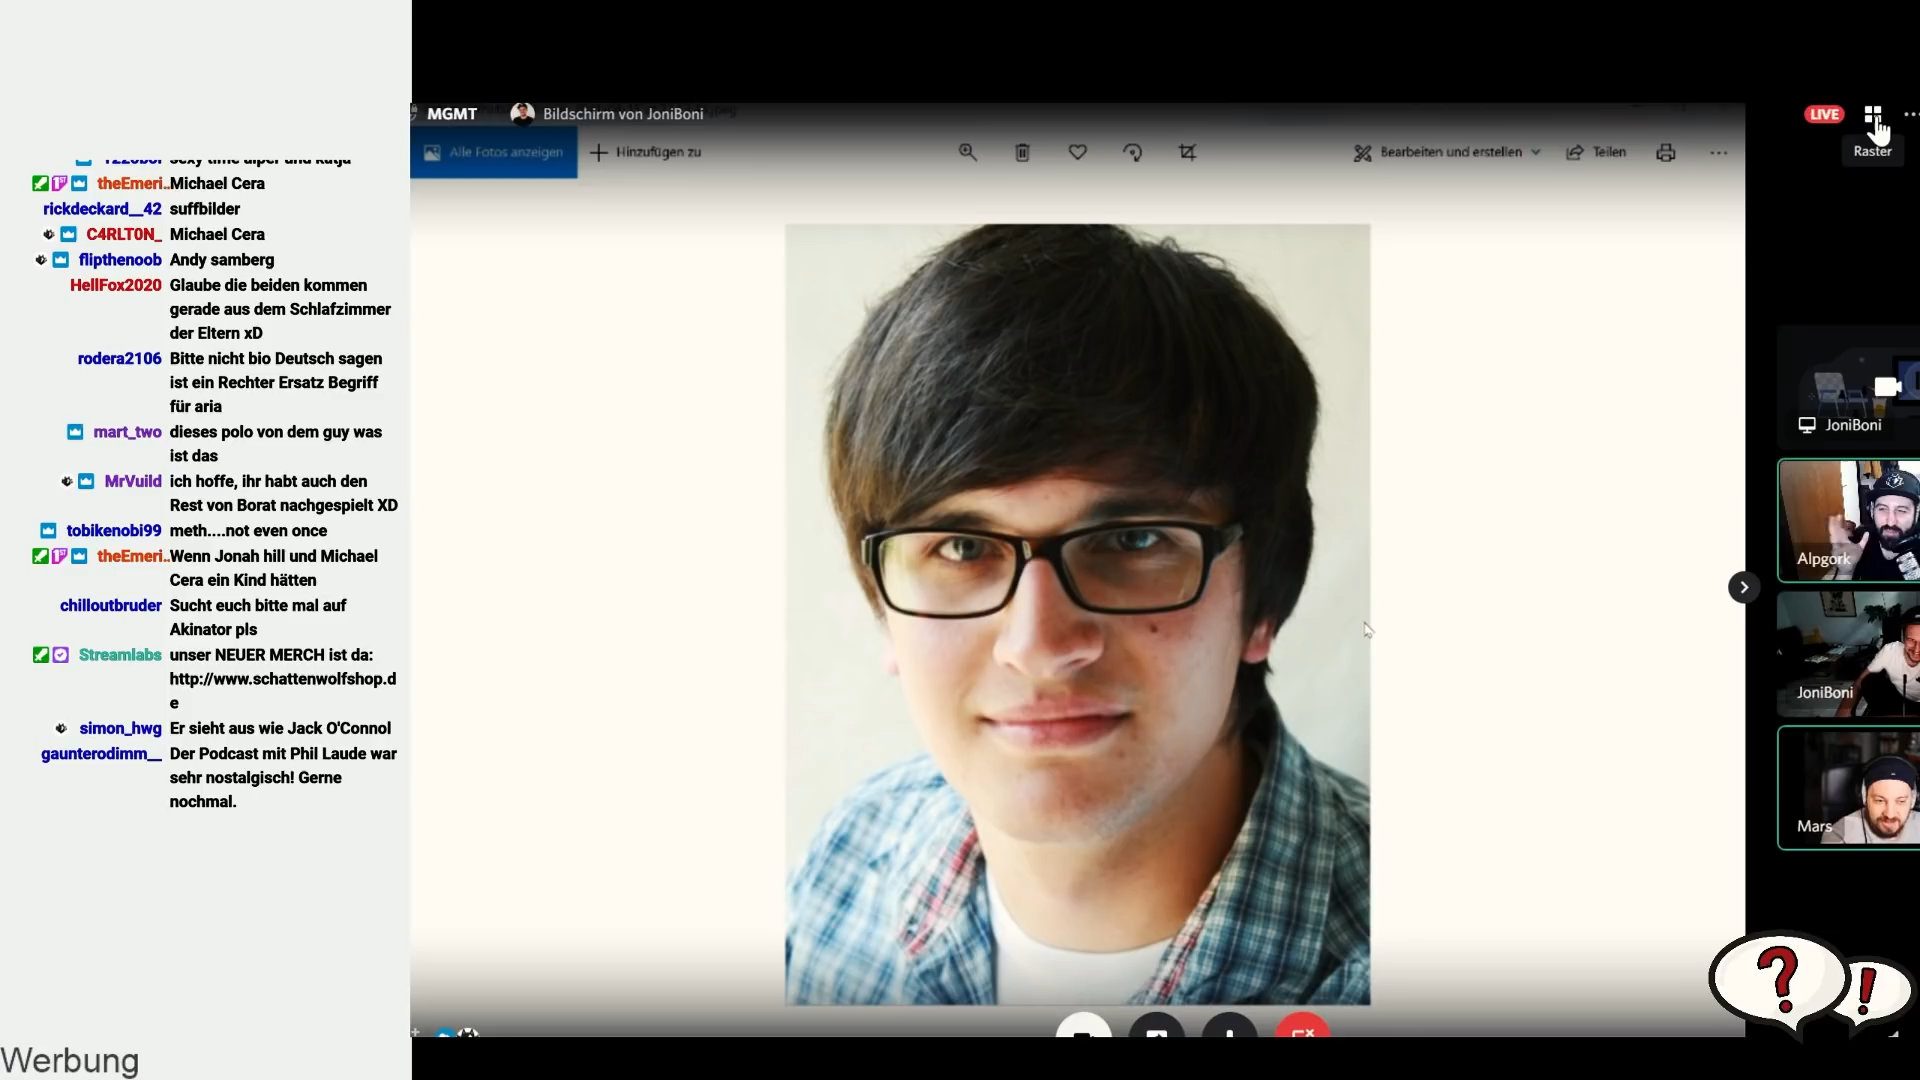 sexy time alper und katja
theEmeri.. Michael Cera
rickdeckard__42 suffbilder
C4RLT0N_ Michael Cera
flipthenoob Andy samberg
HellFox2020 Glaube die beiden kommen
gerade aus dem Schlafzimmer
der Eltern xD
rodera2106 Bitte nicht bio Deutsch sagen
ist ein Rechter Ersatz Begriff
für aria
mart_two dieses polo von dem guy was
ist das
MrVuild ich hoffe, ihr habt auch den
Rest von Borat nachgespielt XD
tobikenobi99 meth....not even once
theEmeri.. Wenn Jonah hill und Michael
Cera ein Kind hätten
chilloutbruder Sucht euch bitte mal auf
Akinator pls
Streamlabs unser NEUER MERCH ist da:
http://www.schattenwolfshop.d
e
simon_hwg Er sieht aus wie Jack O'Connol
gaunterodimm__ Der Podcast mit Phil Laude war
sehr nostalgisch! Gerne
nochmal.
Werbung
MGMT Bildschirm von JoniBoni
Alle Fotos anzeigen Hinzufügen zu Bearbeiten und erstellen Teilen
LIVE
Raster
JoniBoni
Alpgork
JoniBoni
Mars
? !